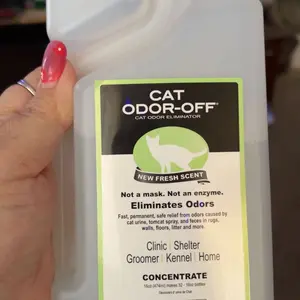 CAT
ODOR-OFF®
CAT ODOR ELIMINATOR
NEW FRESH SCENT
Not a mask. Not an enzyme.
Eliminates Odors
Fast, permanent, safe relief from odors caused by
cat urine, tomcat spray, and feces in rugs,
walls, floors, litter and more.
Clinic | Shelter
Groomer | Kennel | Home
CONCENTRATE